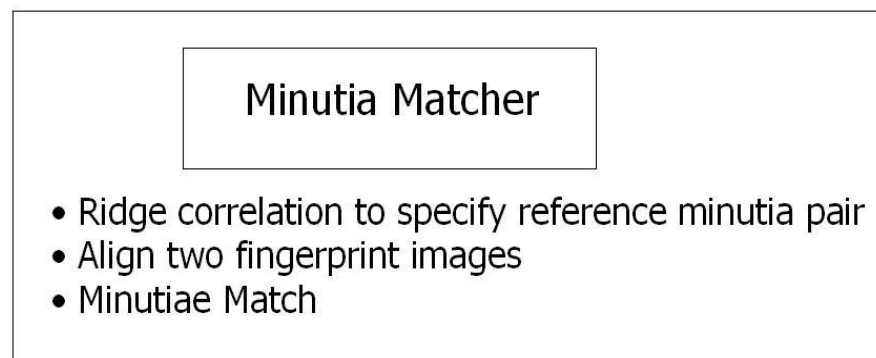 Minutia Matcher
• Ridge correlation to specify reference minutia pair
• Align two fingerprint images
• Minutiae Match